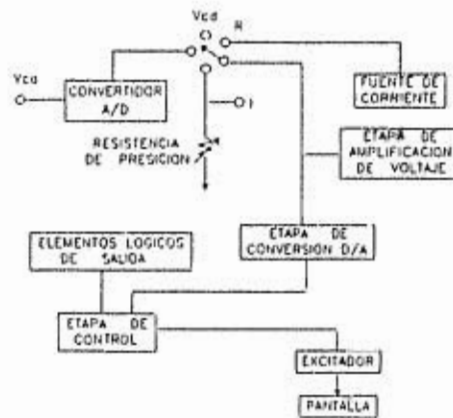 Vcd
R
Vca
CONVERTIDOR
A/D
I
FUENTE DE
CORRIENTE
RESISTENCIA
DE PRESICION
ETAPA DE
AMPLIFICACION
DE VOLTAJE
ETAPA DE
CONVERSION D/A
ELEMENTOS LOGICOS
DE SALIDA
ETAPA DE
CONTROL
EXCITADOR
PANTALLA